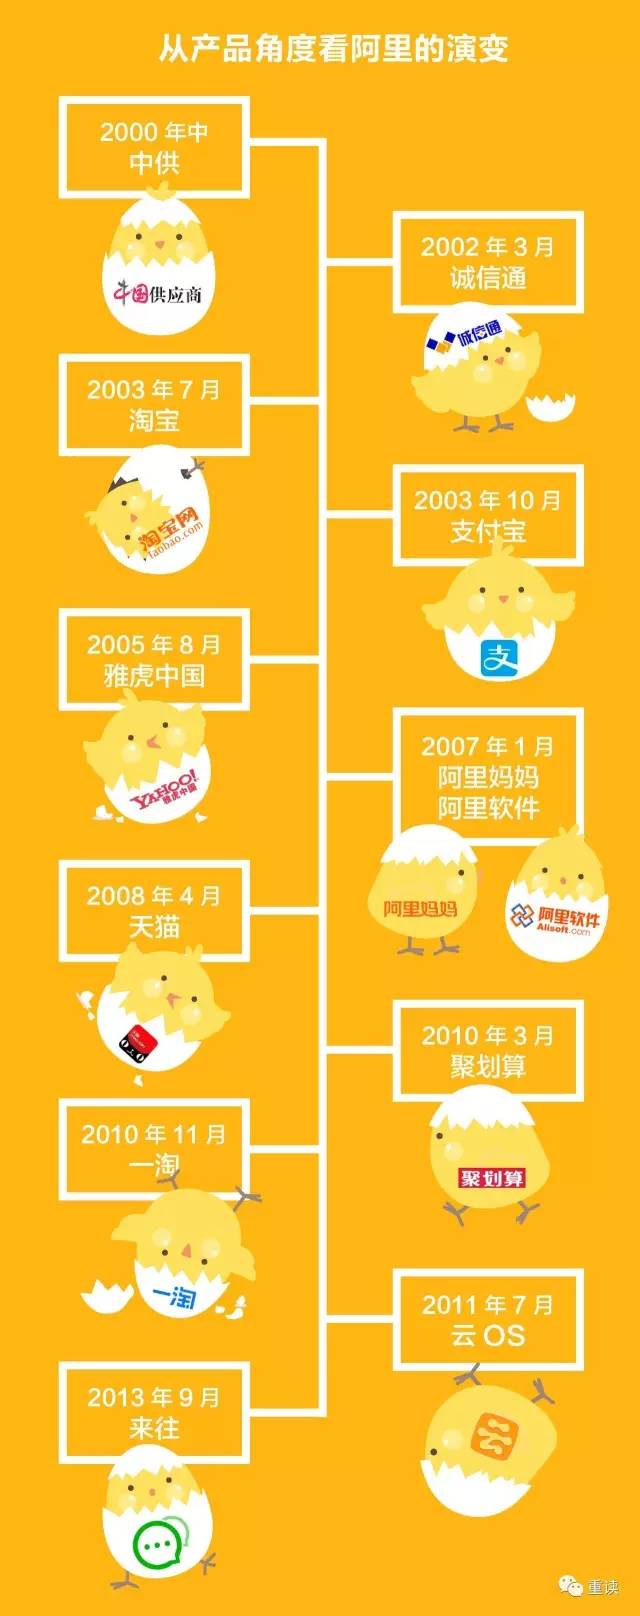 从产品角度看阿里的演变
2000 年中
中供
中国供应商
2002 年 3 月
诚信通
诚信通
2003 年 7 月
淘宝
淘宝网
Taobao.com
2003 年 10 月
支付宝
支
2005 年 8 月
雅虎中国
YAHOO!
雅虎中国
2007 年 1 月
阿里妈妈
阿里软件
阿里妈妈
阿里软件
Alisoft.com
2008 年 4 月
天猫
2010 年 3 月
聚划算
聚划算
2010 年 11 月
一淘
一淘
2011 年 7 月
云 OS
云
2013 年 9 月
来往
重读